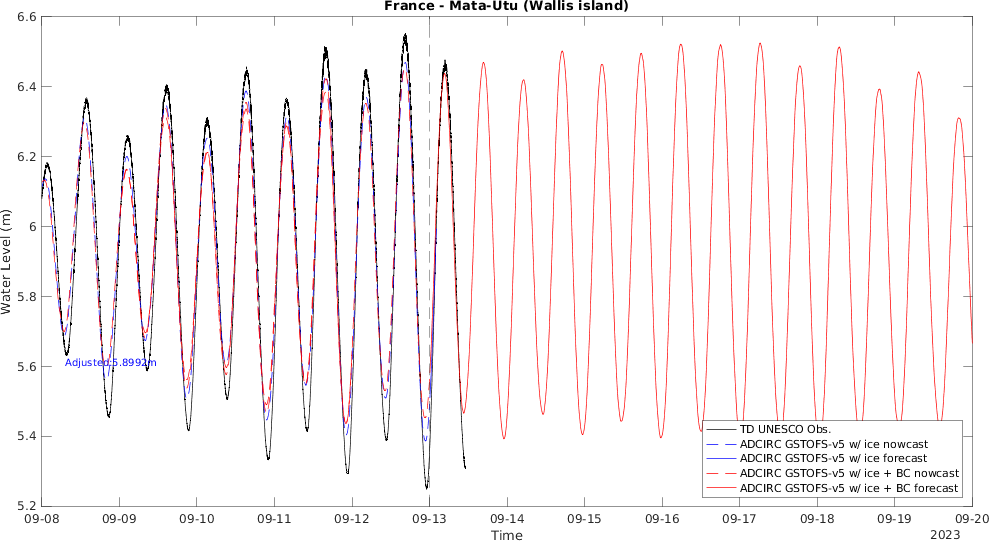 France - Mata-Utu (Wallis island)
6.6
6.4
6.2
6
5.8
5.6
5.4
5.2
Water Level (m)
Adjusted:5.8992m
TD UNESCO Obs.
ADCIRC GSTOFS-v5 w/ ice nowcast
ADCIRC GSTOFS-v5 w/ ice forecast
ADCIRC GSTOFS-v5 w/ ice + BC nowcast
ADCIRC GSTOFS-v5 w/ ice + BC forecast
09-08 09-09 09-10 09-11 09-12 09-13 09-14 09-15 09-16 09-17 09-18 09-19 09-20
Time
2023